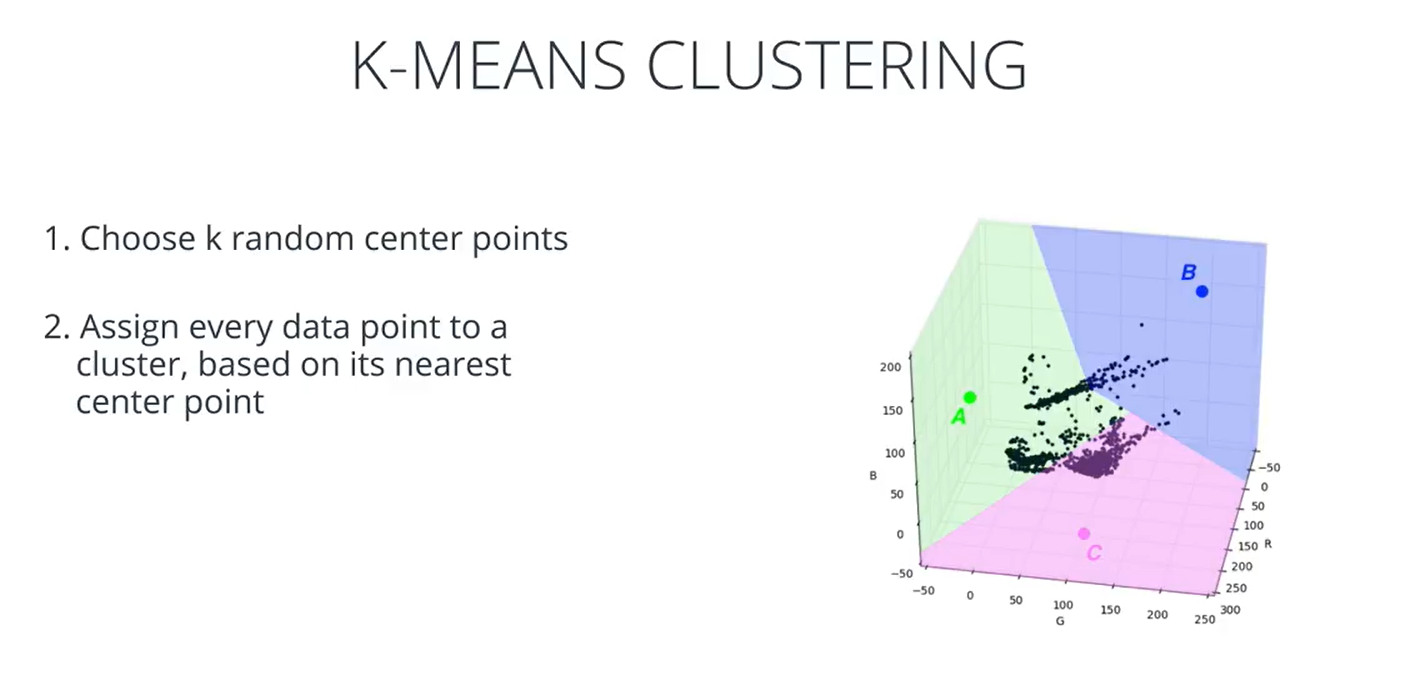 K-MEANS CLUSTERING
1. Choose k random center points
2. Assign every data point to a
cluster, based on its nearest
center point
B
A
C
200
150
100
50
0
−50
B
−50
0
50
100
150
200
250
G
−50
0
50
100
150
200
250
300
R